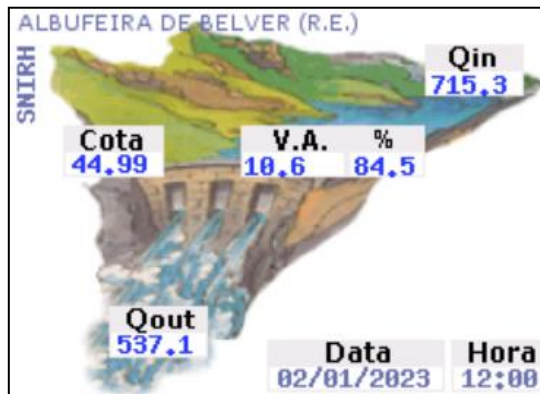 ALBUFEIRA DE BELVER (R.E.)
SNIRH
Qin
715.3
Cota
44.99
V.A. %
10.6 84.5
Qout
537.1
Data Hora
02/01/2023 12:00